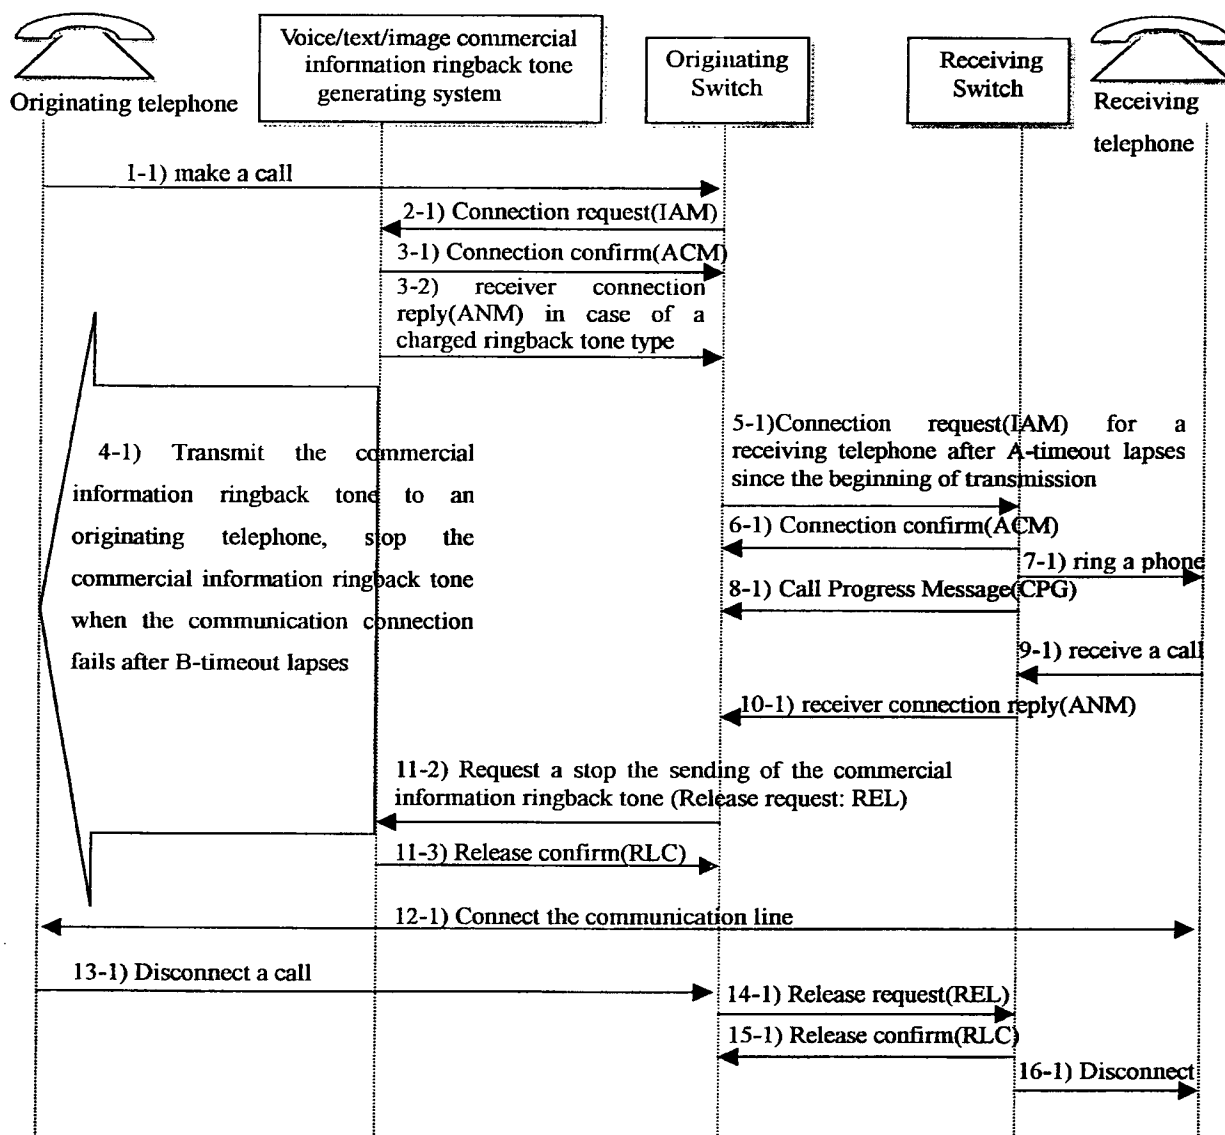 Originating telephone
Voice/text/image commercial
information ringback tone
generating system
Originating
Switch
Receiving
Switch
Receiving
telephone
1-1) make a call
2-1) Connection request(IAM)
3-1) Connection confirm(ACM)
3-2) receiver connection
reply(ANM) in case of a
charged ringback tone type
4-1) Transmit the commercial
information ringback tone to an
originating telephone, stop the
commercial information ringback tone
when the communication connection
fails after B-timeout lapses
5-1)Connection request(IAM) for a
receiving telephone after A-timeout lapses
since the beginning of transmission
6-1) Connection confirm(ACM)
7-1) ring a phone
8-1) Call Progress Message(CPG)
9-1) receive a call
10-1) receiver connection reply(ANM)
11-2) Request a stop the sending of the commercial
information ringback tone (Release request: REL)
11-3) Release confirm(RLC)
12-1) Connect the communication line
13-1) Disconnect a call
14-1) Release request(REL)
15-1) Release confirm(RLC)
16-1) Disconnect